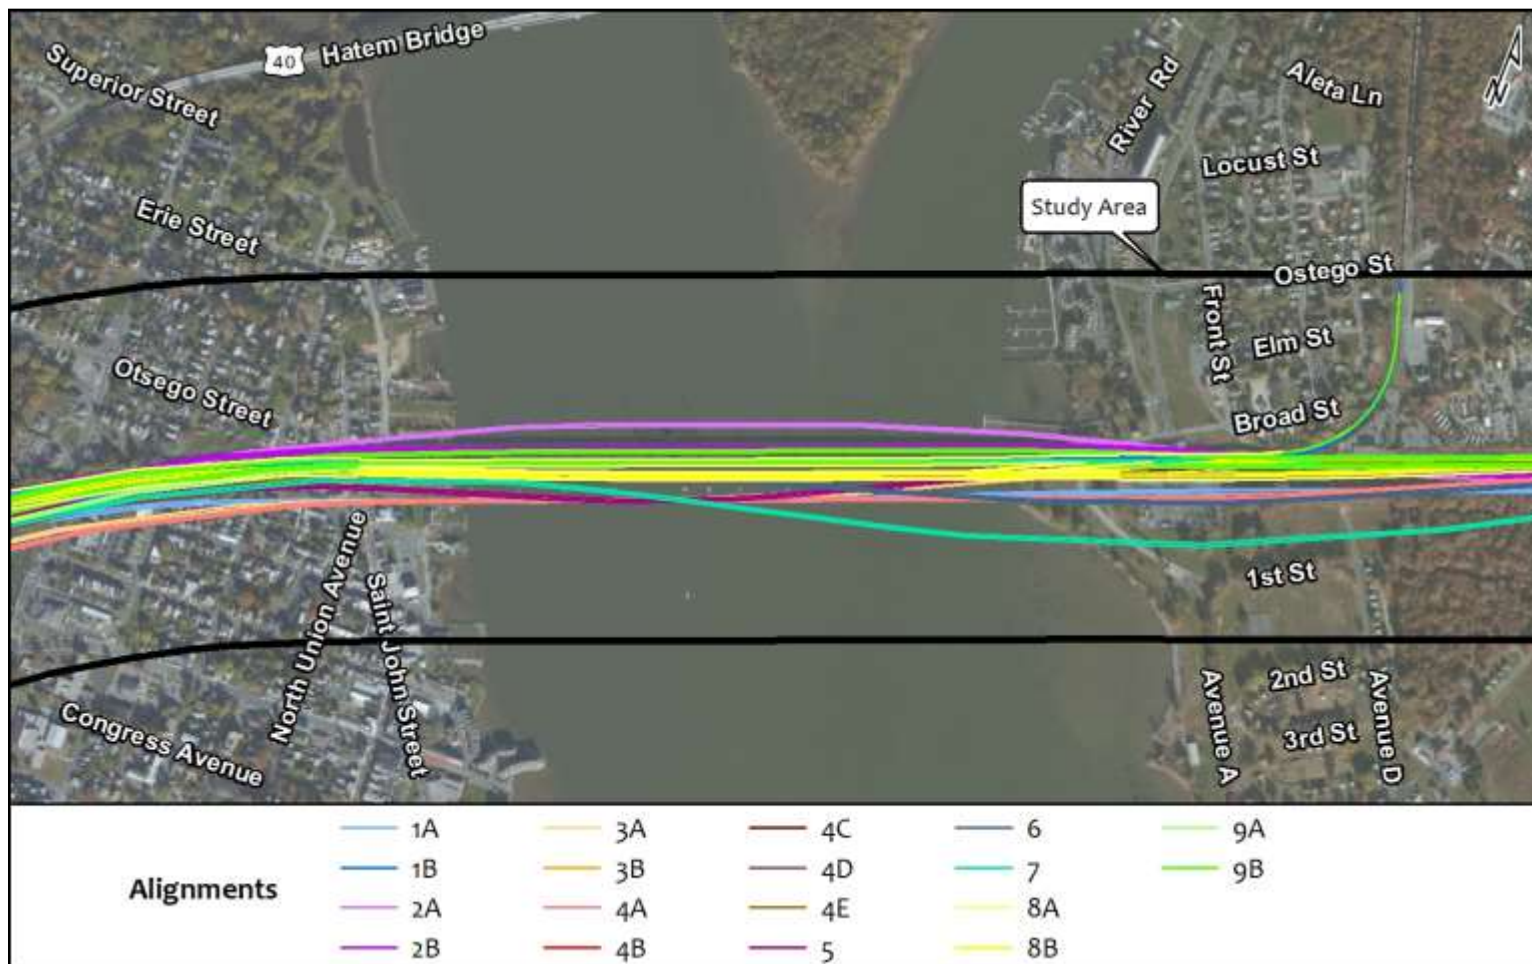 40
Hatem Bridge
Superior Street
River Rd
Aleta Ln
N
Locust St
Study Area
Erie Street
Ostego St
Front St
Elm St
Otsego Street
Broad St
North Union Avenue
Saint John Street
1st St
2nd St
Avenue A
Avenue D
3rd St
Congress Avenue
Alignments
1A
1B
2A
2B
3A
3B
4A
4B
4C
4D
4E
5
6
7
8A
8B
9A
9B